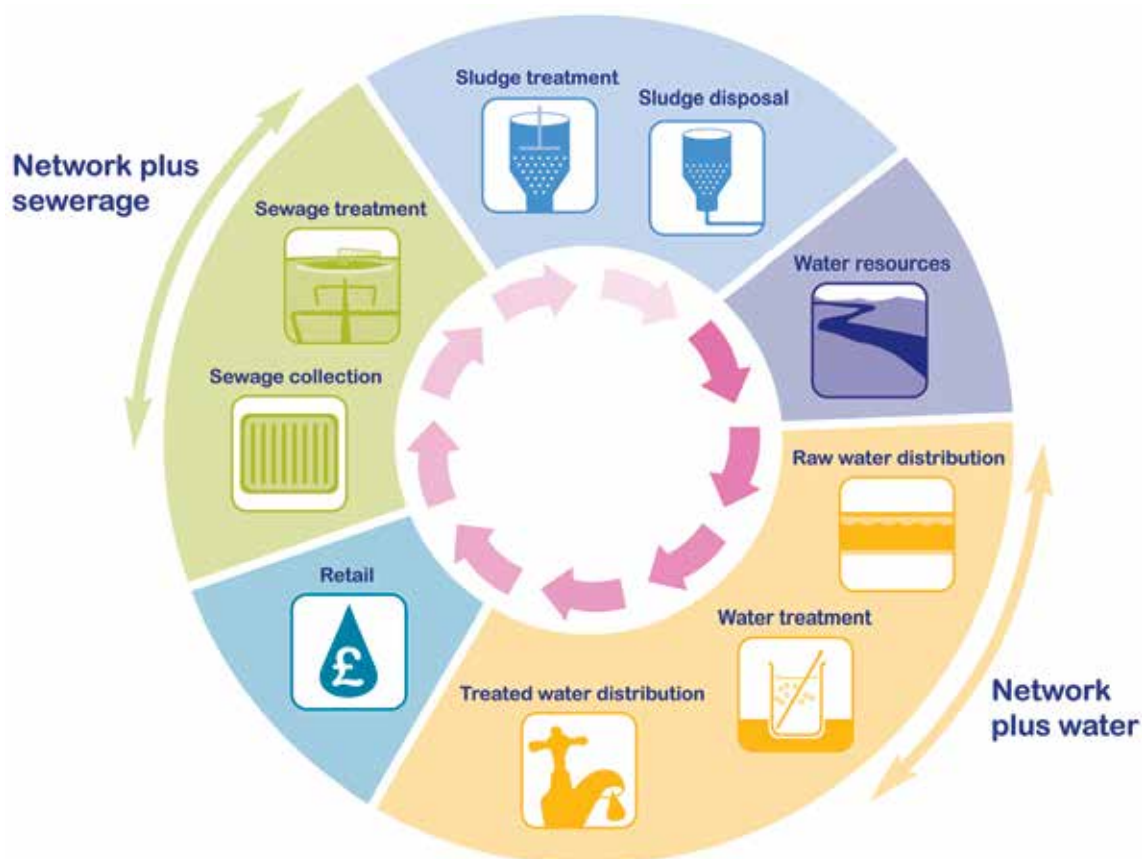 Sludge treatment
Sludge disposal
Network plus
sewerage
Sewage treatment
Water resources
Sewage collection
Raw water distribution
Retail
£
Water treatment
Treated water distribution
Network
plus water